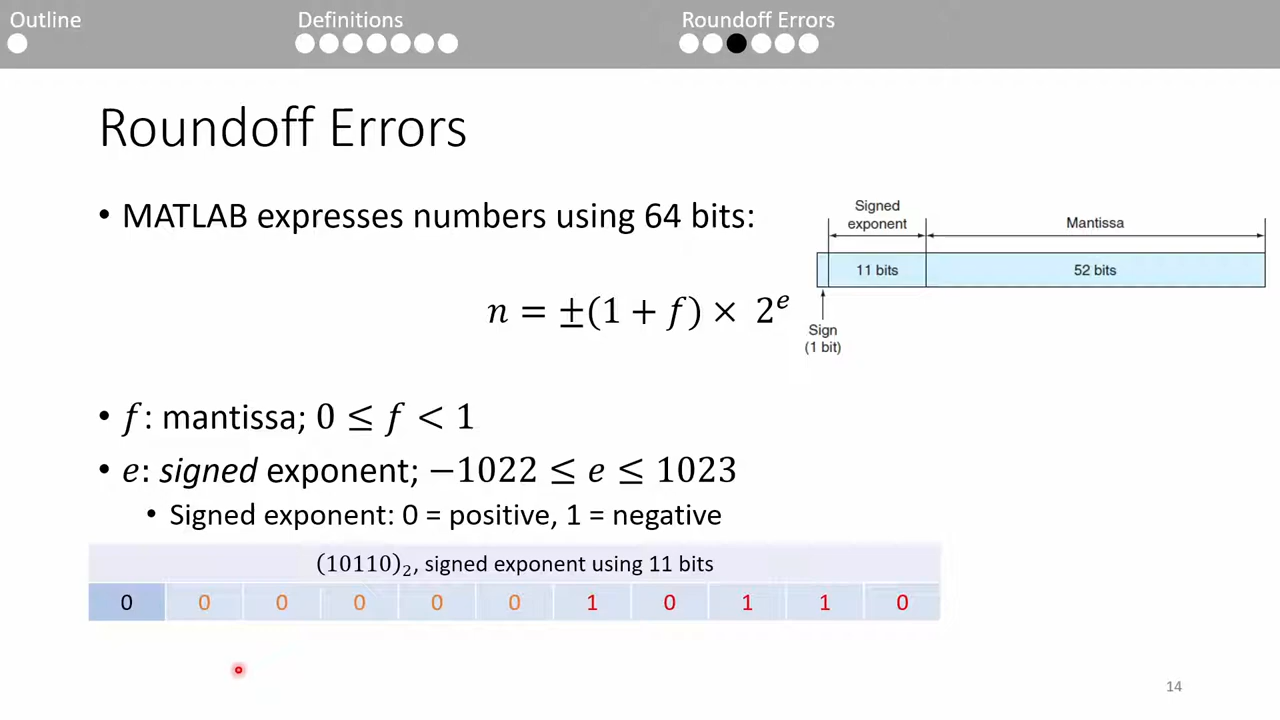 Outline
Definitions
Roundoff Errors
Roundoff Errors
• MATLAB expresses numbers using 64 bits:
Signed
exponent
Mantissa
11 bits
52 bits
Sign
(1 bit)
n = ±(1 + f) × 2^e
• f: mantissa; 0 ≤ f < 1
• e: signed exponent; −1022 ≤ e ≤ 1023
• Signed exponent: 0 = positive, 1 = negative
(10110)₂, signed exponent using 11 bits
0 0 0 0 0 0 1 0 1 1 0
14